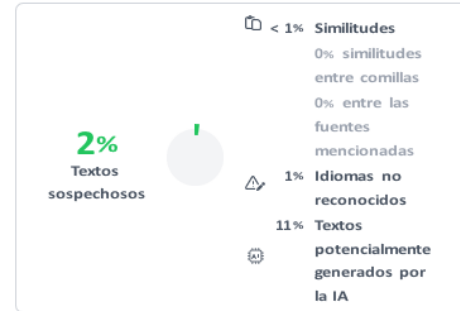 2%
Textos
sospechosos
< 1% Similitudes
0% similitudes
entre comillas
0% entre las
fuentes
mencionadas
1% Idiomas no
reconocidos
11% Textos
potencialmente
generados por
la IA
AI